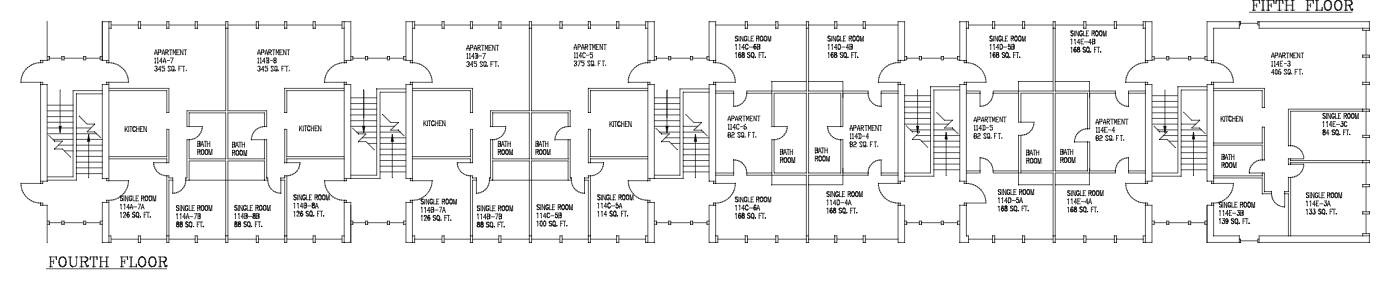 FIFTH FLOOR
APARTMENT
114A-7
345 SQ. FT.
APARTMENT
114B-8
345 SQ. FT.
KITCHEN
KITCHEN
BATH
ROOM
BATH
ROOM
SINGLE ROOM
114A-7A
126 SQ. FT.
SINGLE ROOM
114A-7B
88 SQ. FT.
SINGLE ROOM
114B-8B
88 SQ. FT.
SINGLE ROOM
114B-8A
126 SQ. FT.
APARTMENT
114B-7
345 SQ. FT.
APARTMENT
114C-5
375 SQ. FT.
KITCHEN
KITCHEN
BATH
ROOM
BATH
ROOM
SINGLE ROOM
114B-7A
126 SQ. FT.
SINGLE ROOM
114B-7B
88 SQ. FT.
SINGLE ROOM
114C-5B
100 SQ. FT.
SINGLE ROOM
114C-5A
114 SQ. FT.
SINGLE ROOM
114C-6B
168 SQ. FT.
SINGLE ROOM
114D-4B
168 SQ. FT.
APARTMENT
114C-6
82 SQ. FT.
BATH
ROOM
BATH
ROOM
APARTMENT
114D-4
82 SQ. FT.
SINGLE ROOM
114C-6A
168 SQ. FT.
SINGLE ROOM
114D-4A
168 SQ. FT.
SINGLE ROOM
114D-5B
168 SQ. FT.
SINGLE ROOM
114E-4B
168 SQ. FT.
APARTMENT
114D-5
82 SQ. FT.
BATH
ROOM
BATH
ROOM
APARTMENT
114E-4
82 SQ. FT.
SINGLE ROOM
114D-5A
168 SQ. FT.
SINGLE ROOM
114E-4A
168 SQ. FT.
APARTMENT
114E-3
406 SQ. FT.
KITCHEN
SINGLE ROOM
114E-3C
84 SQ. FT.
BATH
ROOM
SINGLE ROOM
114E-3B
139 SQ. FT.
SINGLE ROOM
114E-3A
133 SQ. FT.
FOURTH FLOOR